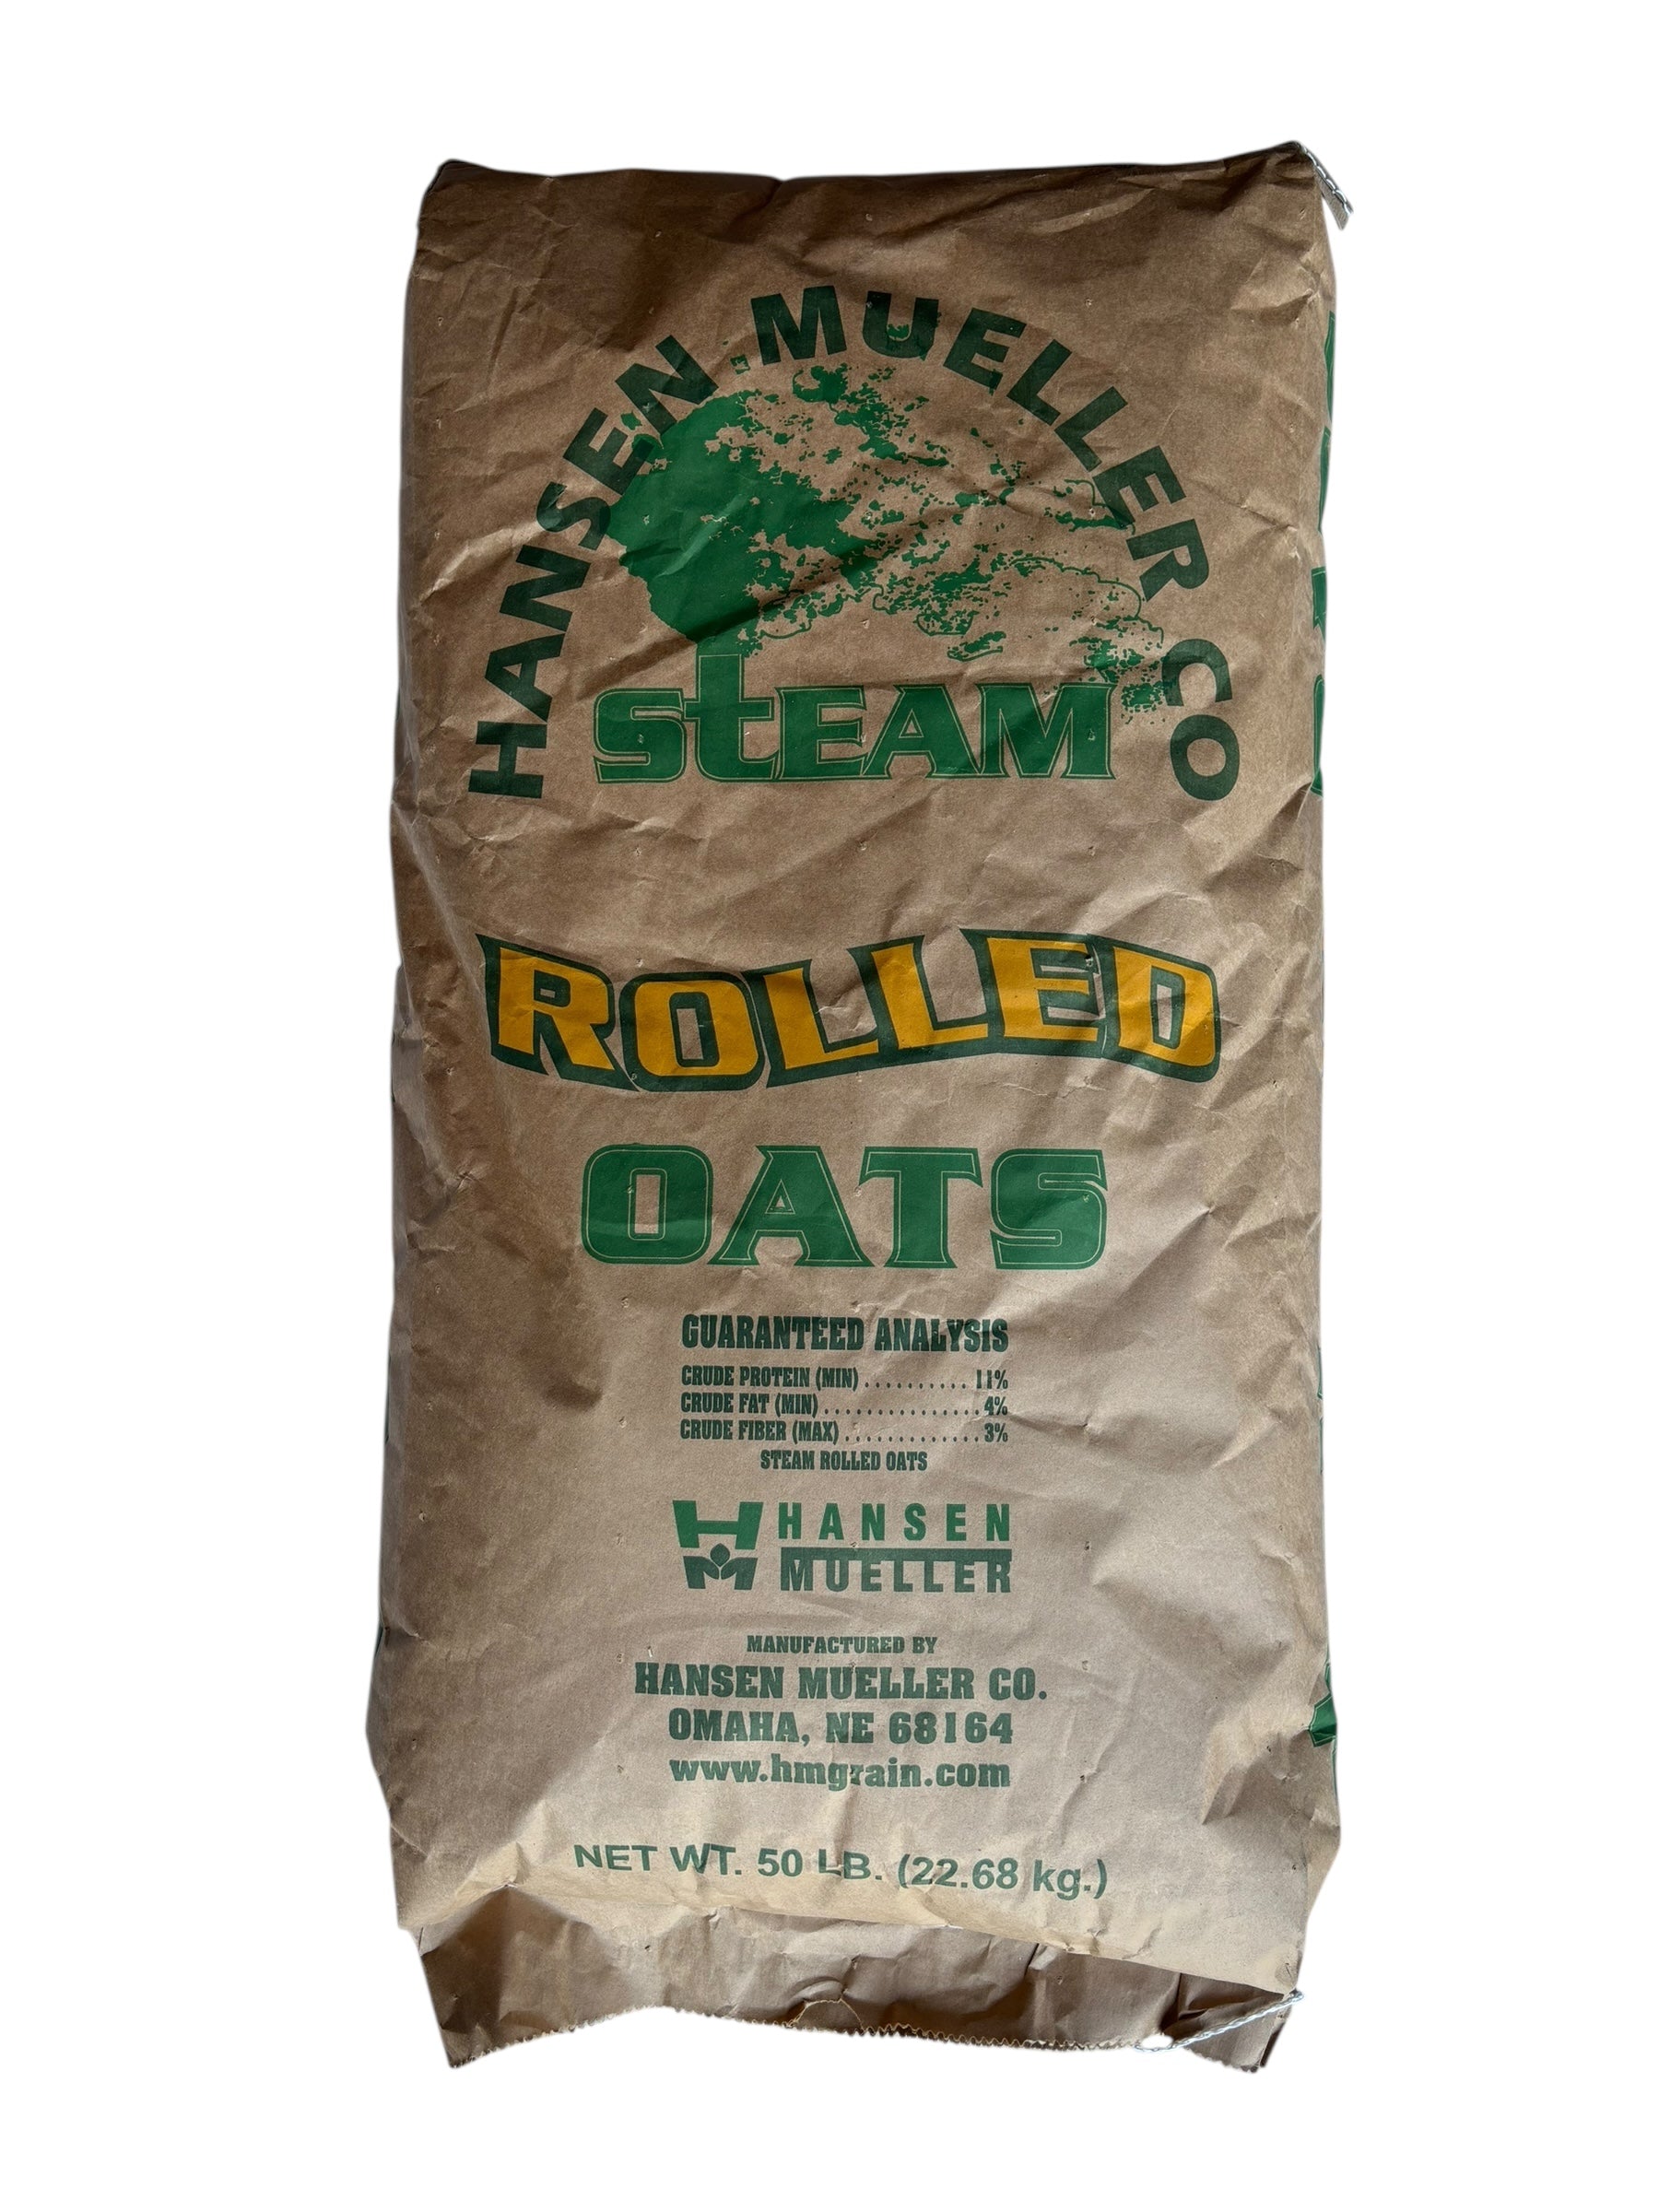 HANSEN MUELLER CO
STEAM
ROLLED
OATS
GUARANTEED ANALYSIS
CRUDE PROTEIN (MIN) .......... 11%
CRUDE FAT (MIN) ............... 4%
CRUDE FIBER (MAX) ............. 3%
STEAM ROLLED OATS
HM HANSEN
MUELLER
MANUFACTURED BY
HANSEN MUELLER CO.
OMAHA, NE 68164
www.hmgrain.com
NET WT. 50 LB. (22.68 kg.)